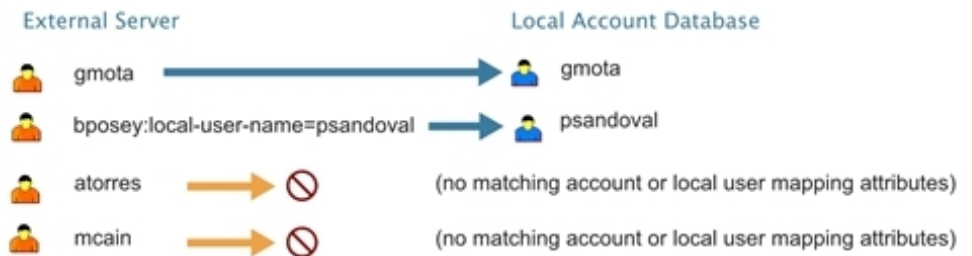 External Server Local Account Database
gmota gmota
bposey:local-user-name=psandoval psandoval
atorres (no matching account or local user mapping attributes)
mcain (no matching account or local user mapping attributes)